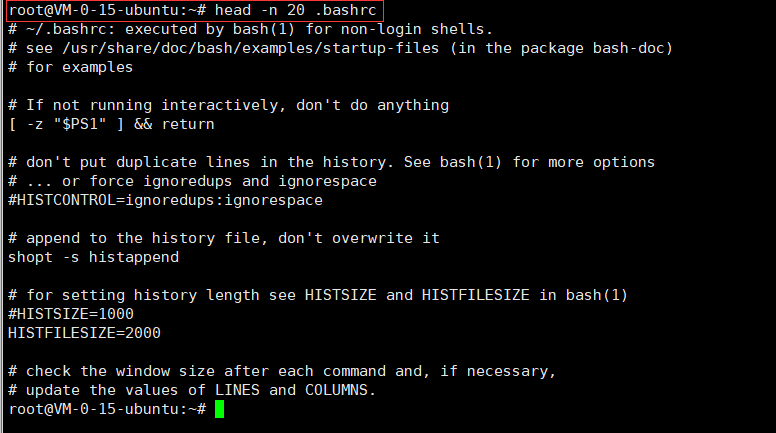 root@VM-0-15-ubuntu:~# head -n 20 .bashrc
# ~/.bashrc: executed by bash(1) for non-login shells.
# see /usr/share/doc/bash/examples/startup-files (in the package bash-doc)
# for examples

# If not running interactively, don't do anything
[ -z "$PS1" ] && return

# don't put duplicate lines in the history. See bash(1) for more options
# ... or force ignoredups and ignorespace
#HISTCONTROL=ignoredups:ignorespace

# append to the history file, don't overwrite it
shopt -s histappend

# for setting history length see HISTSIZE and HISTFILESIZE in bash(1)
#HISTSIZE=1000
HISTFILESIZE=2000

# check the window size after each command and, if necessary,
# update the values of LINES and COLUMNS.
root@VM-0-15-ubuntu:~#